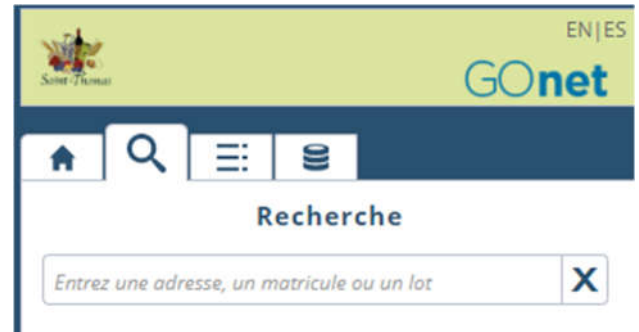 EN|ES
Saint-Thomas
GOnet
Recherche
Entrez une adresse, un matricule ou un lot
X